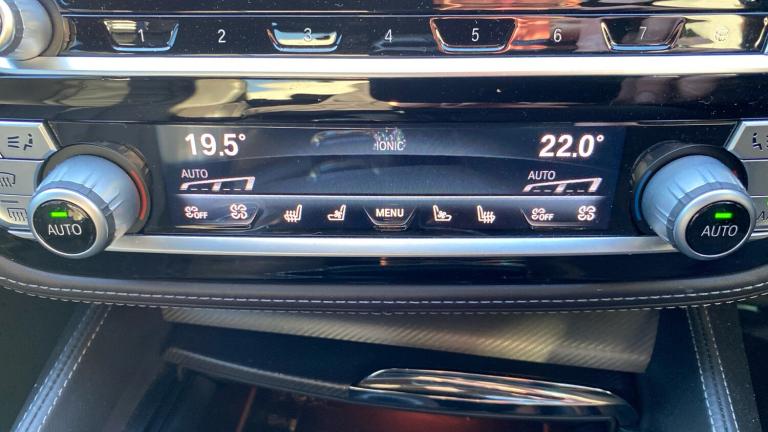 1 2 3 4 5 6 7
19.5° IONIC 22.0°
AUTO AUTO
OFF MENU OFF
AUTO AUTO